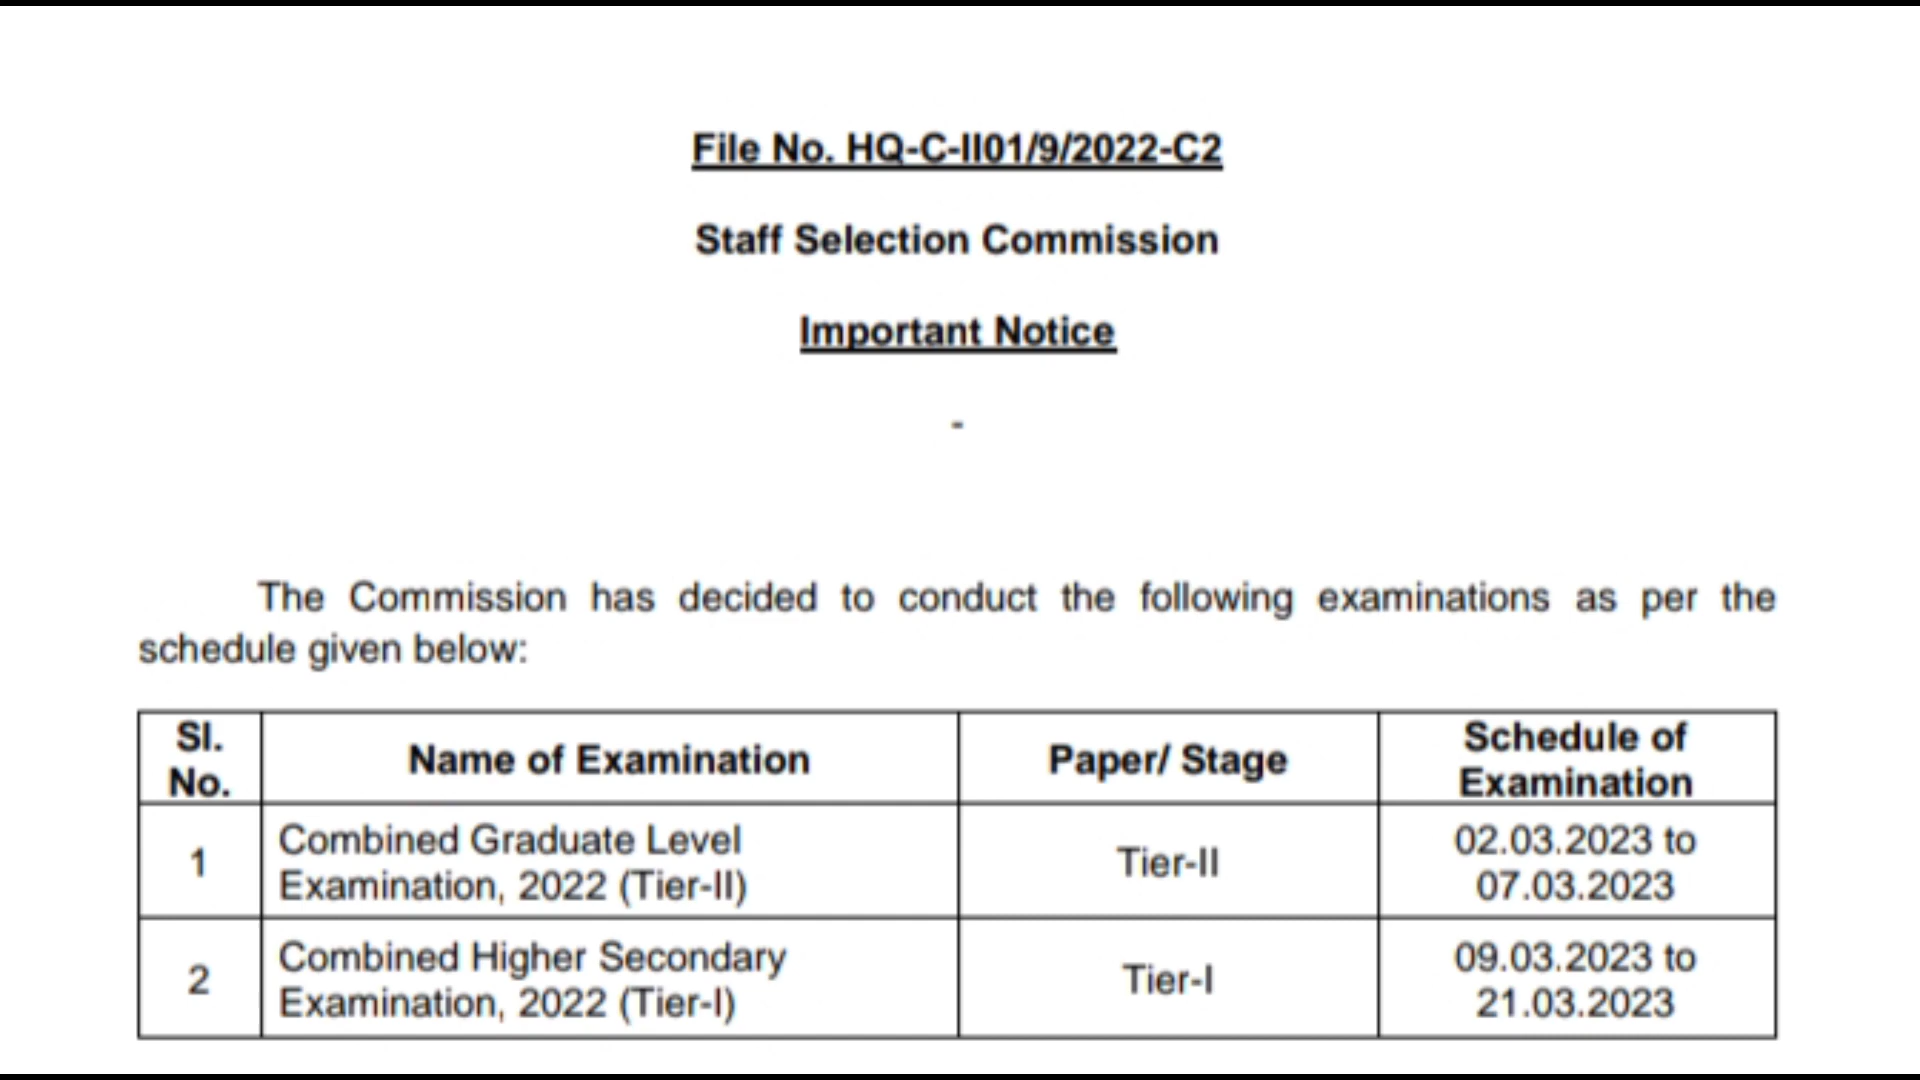 File No. HQ-C-II01/9/2022-C2
Staff Selection Commission
Important Notice
-
The Commission has decided to conduct the following examinations as per the
schedule given below:
Sl.
No.
Name of Examination
Paper/ Stage
Schedule of
Examination
1
Combined Graduate Level
Examination, 2022 (Tier-II)
Tier-II
02.03.2023 to
07.03.2023
2
Combined Higher Secondary
Examination, 2022 (Tier-I)
Tier-I
09.03.2023 to
21.03.2023